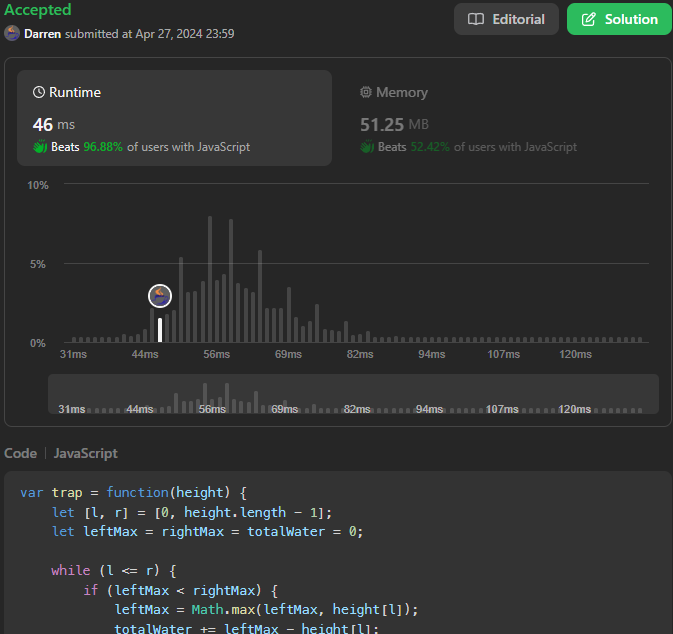 Accepted
Editorial
Solution
Darren submitted at Apr 27, 2024 23:59
Runtime
Memory
46 ms
51.25 MB
Beats 96.88% of users with JavaScript
Beats 52.42% of users with JavaScript
10%
5%
0%
31ms 44ms 56ms 69ms 82ms 94ms 107ms 120ms
31ms 44ms 56ms 69ms 82ms 94ms 107ms 120ms
Code | JavaScript
var trap = function(height) {
    let [l, r] = [0, height.length - 1];
    let leftMax = rightMax = totalWater = 0;
    while (l <= r) {
        if (leftMax < rightMax) {
            leftMax = Math.max(leftMax, height[l]);
            totalWater += leftMax - height[l];